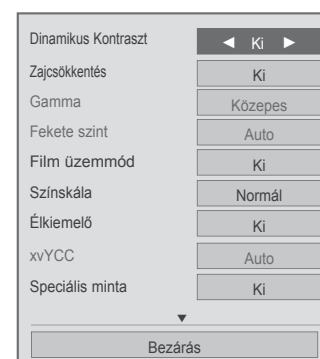 Dinamikus Kontraszt ◄ Ki ►
Zajcsökkentés Ki
Gamma Közepes
Fekete szint Auto
Film üzemmód Ki
Színskála Normál
Élkiemelő Ki
xvYCC Auto
Speciális minta Ki
▼
Bezárás